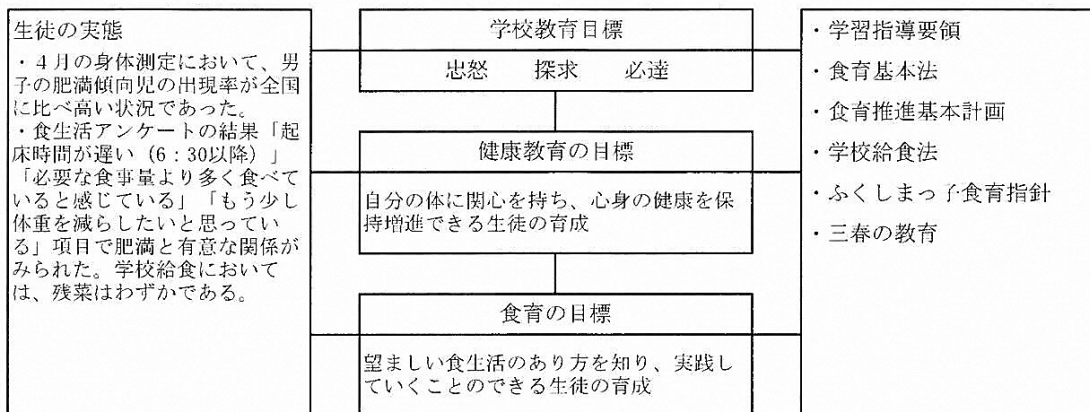 生徒の実態
・４月の身体測定において、男
子の肥満傾向児の出現率が全国
に比べ高い状況であった。
・食生活アンケートの結果「起
床時間が遅い（6：30以降）」
「必要な食事量より多く食べて
いると感じている」「もう少し
体重を減らしたいと思ってい
る」項目で肥満と有意な関係が
みられた。学校給食において
は、残菜はわずかである。
学校教育目標
忠恕　探求　必達
健康教育の目標
自分の体に関心を持ち、心身の健康を保
持増進できる生徒の育成
食育の目標
望ましい食生活のあり方を知り、実践し
ていくことのできる生徒の育成
・学習指導要領
・食育基本法
・食育推進基本計画
・学校給食法
・ふくしまっ子食育指針
・三春の教育